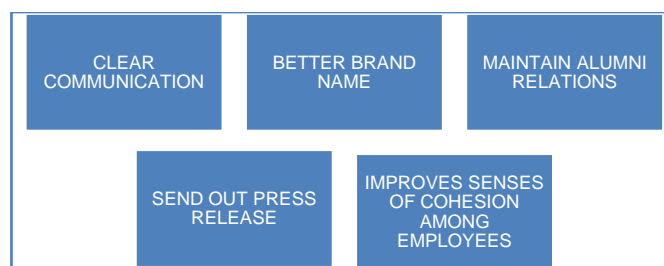 CLEAR
COMMUNICATION
BETTER BRAND
NAME
MAINTAIN ALUMNI
RELATIONS
SEND OUT PRESS
RELEASE
IMPROVES SENSES
OF COHESION
AMONG
EMPLOYEES